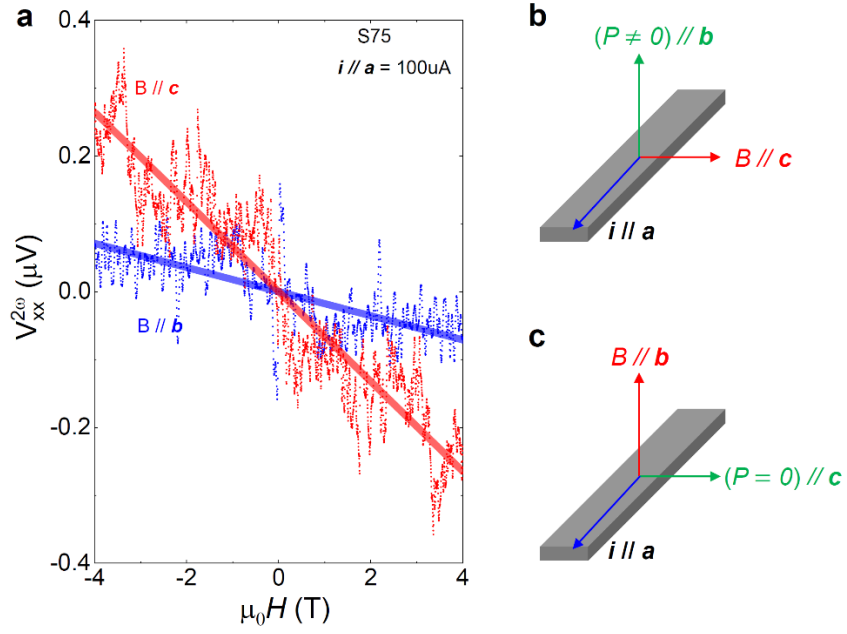 a
S75
i // a = 100uA
B // c
B // b
V_xx^2ω (μV)
0.4
0.2
0.0
-0.2
-0.4
-4
-2
0
2
4
μ₀H (T)
b
(P ≠ 0) // b
B // c
i // a
c
B // b
(P = 0) // c
i // a